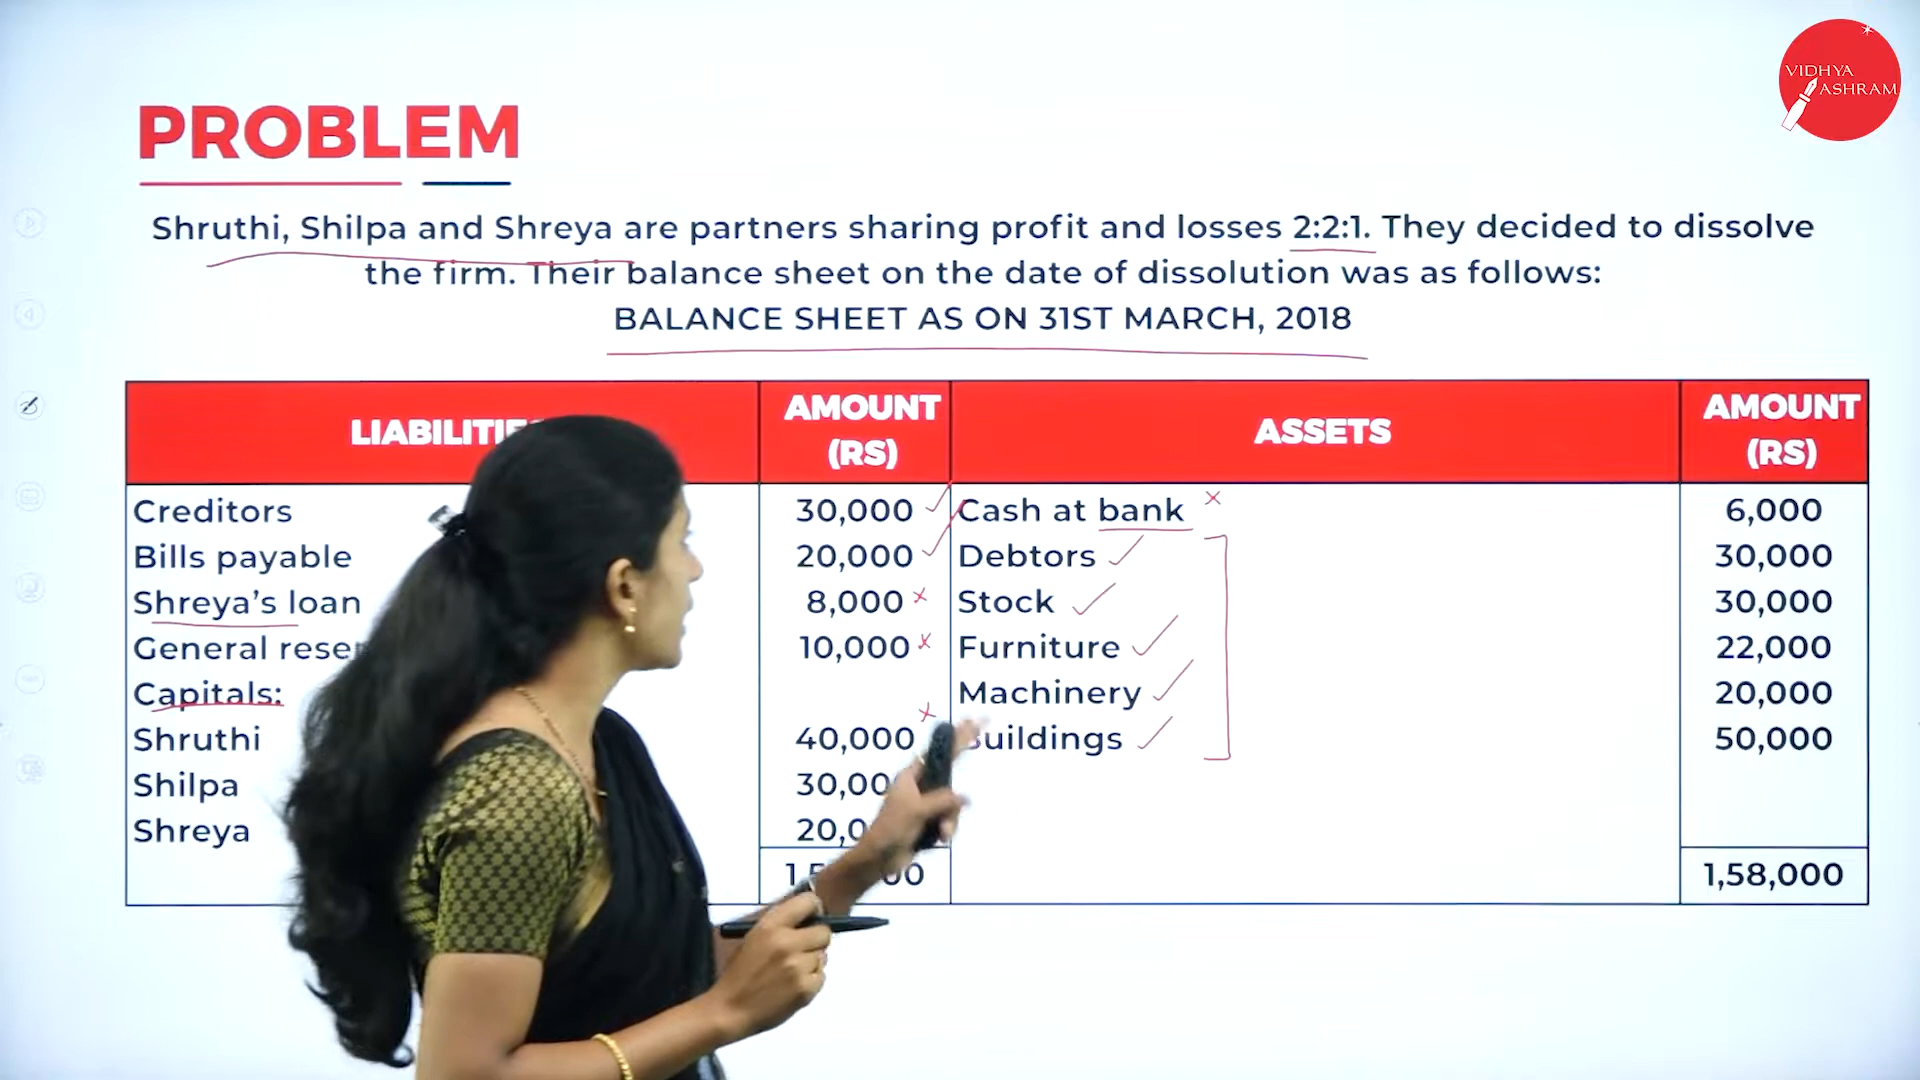 VIDHYA
ASHRAM
PROBLEM
Shruthi, Shilpa and Shreya are partners sharing profit and losses 2:2:1. They decided to dissolve
the firm. Their balance sheet on the date of dissolution was as follows:
BALANCE SHEET AS ON 31ST MARCH, 2018
AMOUNT (RS) ASSETS AMOUNT (RS)
Creditors 30,000 Cash at bank 6,000
Bills payable 20,000 Debtors 30,000
Shreya's loan 8,000 Stock 30,000
General 10,000 Furniture 22,000
Capitals: Machinery 20,000
Shruthi 40,000 50,000
Shilpa
Shreya
1,58,000